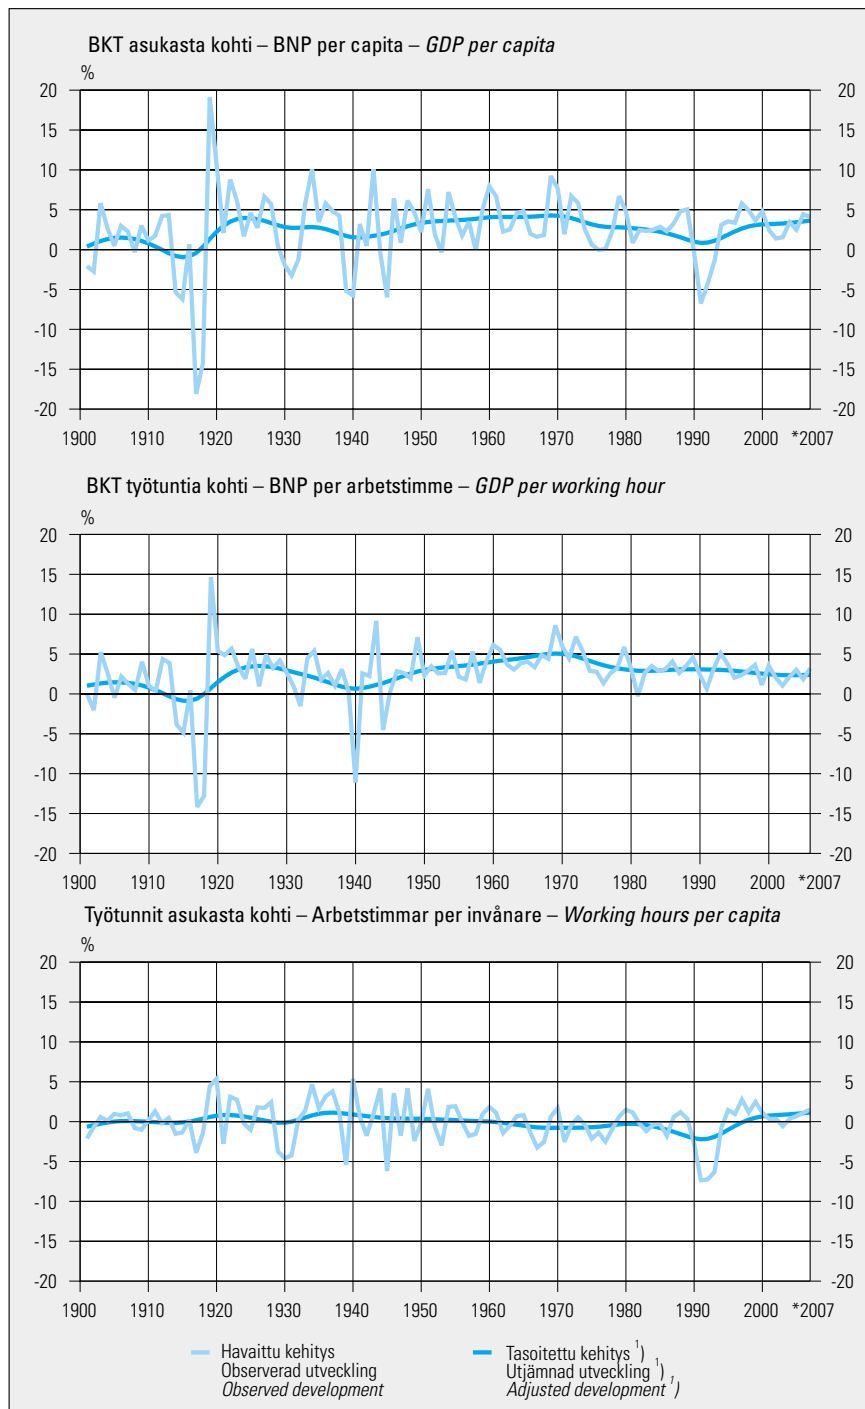 BKT asukasta kohti – BNP per capita – GDP per capita
%
20 20
15 15
10 10
5 5
0 0
-5 -5
-10 -10
-15 -15
-20 -20
1900 1910 1920 1930 1940 1950 1960 1970 1980 1990 2000 *2007
BKT työtuntia kohti – BNP per arbetstimme – GDP per working hour
%
20 20
15 15
10 10
5 5
0 0
-5 -5
-10 -10
-15 -15
-20 -20
1900 1910 1920 1930 1940 1950 1960 1970 1980 1990 2000 *2007
Työtunnit asukasta kohti – Arbetstimmar per invånare – Working hours per capita
%
20 20
15 15
10 10
5 5
0 0
-5 -5
-10 -10
-15 -15
-20 -20
1900 1910 1920 1930 1940 1950 1960 1970 1980 1990 2000 *2007
Havaittu kehitys
Observerad utveckling
Observed development
Tasoitettu kehitys 1)
Utjämnad utveckling 1)
Adjusted development 1)